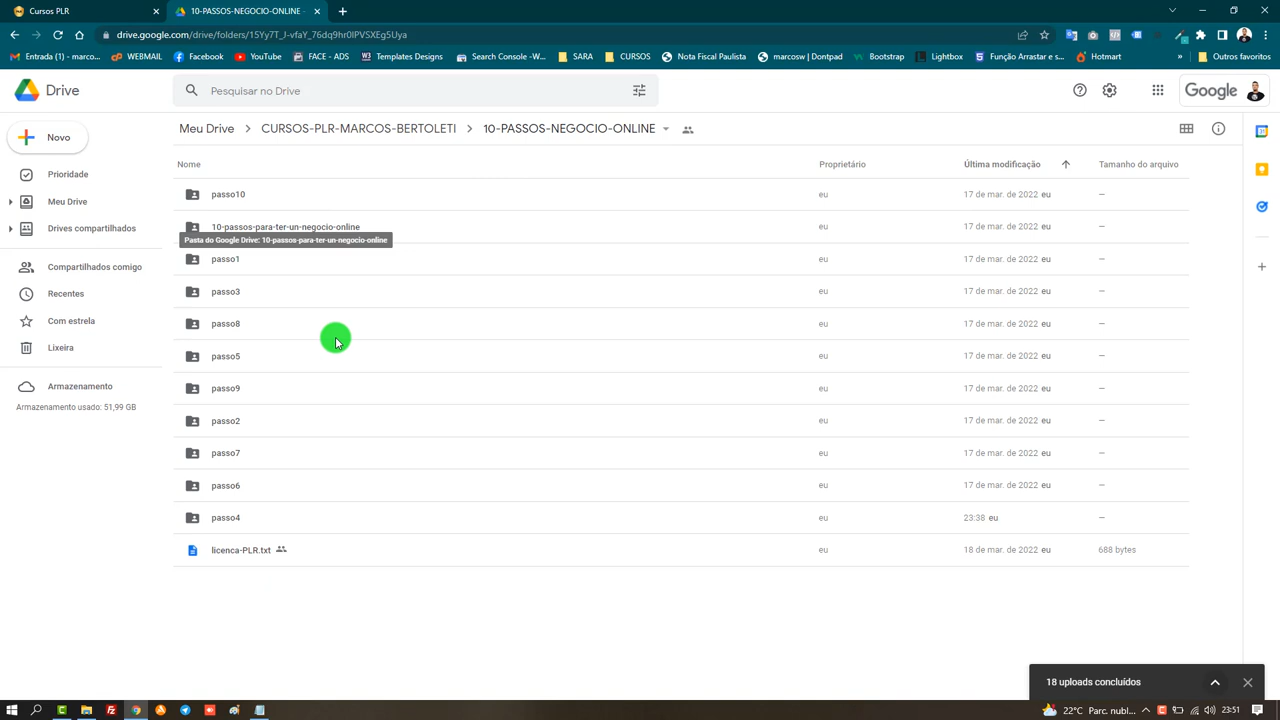 Cursos PLR
10-PASSOS-NEGOCIO-ONLINE -
drive.google.com/drive/folders/15Yy7T_J-vfaY_76dq9hr0IPVSXEg5Uya
Entrada (1) - marco... WEBMAIL Facebook YouTube FACE - ADS Templates Designs Search Console - W... SARA CURSOS Nota Fiscal Paulista marcosw | Dontpad Bootstrap Lightbox Função Arrastar e s... Hotmart » Outros favoritos
Drive
Pesquisar no Drive
Google
Novo
Meu Drive > CURSOS-PLR-MARCOS-BERTOLETI > 10-PASSOS-NEGOCIO-ONLINE
Nome Proprietário Última modificação Tamanho do arquivo
Prioridade
Meu Drive
Drives compartilhados
Compartilhados comigo
Recentes
Com estrela
Lixeira
Armazenamento
Armazenamento usado: 51,99 GB
passo10 eu 17 de mar. de 2022 eu —
10-passos-para-ter-un-negocio-online eu 17 de mar. de 2022 eu —
Pasta do Google Drive: 10-passos-para-ter-un-negocio-online
passo1 eu 17 de mar. de 2022 eu —
passo3 eu 17 de mar. de 2022 eu —
passo8 eu 17 de mar. de 2022 eu —
passo5 eu 17 de mar. de 2022 eu —
passo9 eu 17 de mar. de 2022 eu —
passo2 eu 17 de mar. de 2022 eu —
passo7 eu 17 de mar. de 2022 eu —
passo6 eu 17 de mar. de 2022 eu —
passo4 eu 23:38 eu —
licenca-PLR.txt eu 18 de mar. de 2022 eu 688 bytes
18 uploads concluídos
22°C Parc. nubl... 23:51